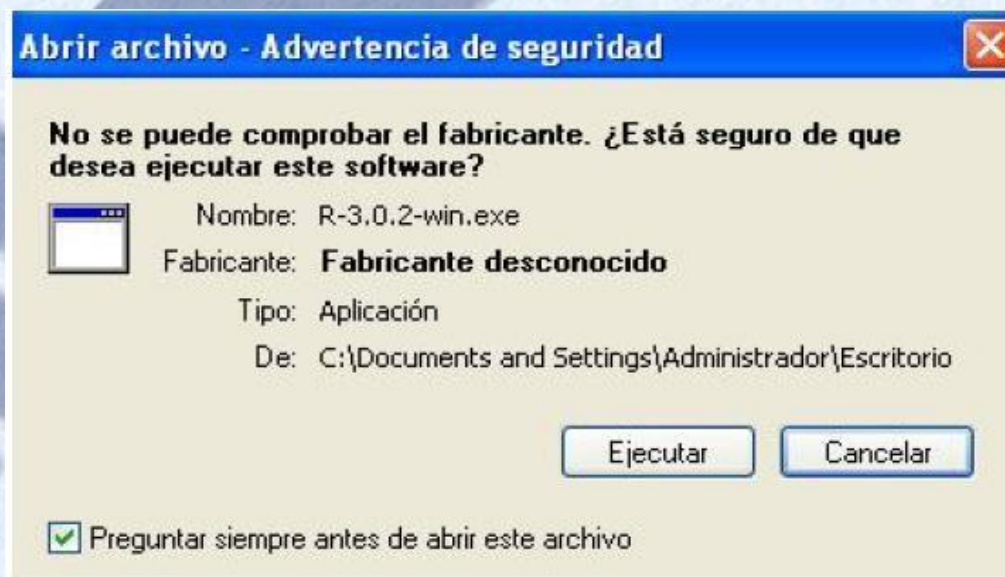 Abrir archivo - Advertencia de seguridad
No se puede comprobar el fabricante. ¿Está seguro de que
desea ejecutar este software?
Nombre: R-3.0.2-win.exe
Fabricante: Fabricante desconocido
Tipo: Aplicación
De: C:\Documents and Settings\Administrador\Escritorio
Ejecutar Cancelar
Preguntar siempre antes de abrir este archivo